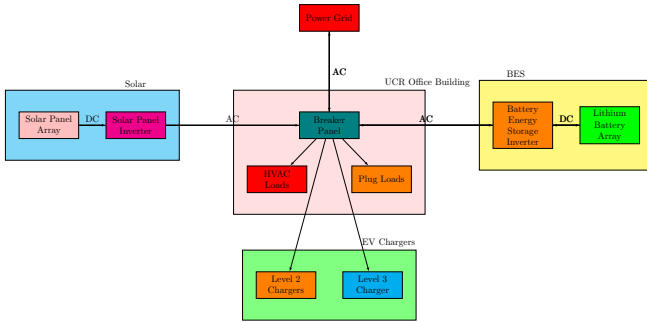 Power Grid
AC
UCR Office Building
BES
Solar
Solar Panel
Array
DC
Solar Panel
Inverter
AC
Breaker
Panel
AC
Battery
Energy
Storage
Inverter
DC
Lithium
Battery
Array
HVAC
Loads
Plug Loads
EV Chargers
Level 2
Chargers
Level 3
Charger